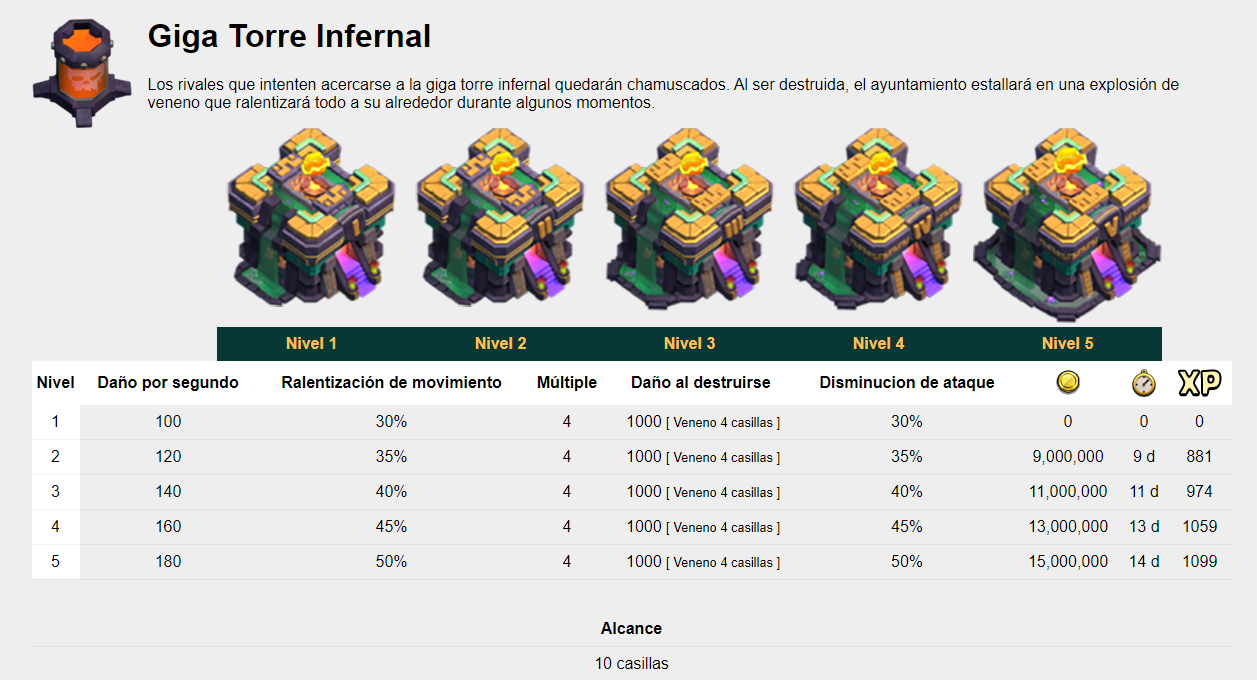 Giga Torre Infernal
Los rivales que intenten acercarse a la giga torre infernal quedarán chamuscados. Al ser destruida, el ayuntamiento estallará en una explosión de
veneno que ralentizará todo a su alrededor durante algunos momentos.
I II III IV V
Nivel 1 Nivel 2 Nivel 3 Nivel 4 Nivel 5
Nivel Daño por segundo Ralentización de movimiento Múltiple Daño al destruirse Disminucion de ataque XP
1 100 30% 4 1000 [ Veneno 4 casillas ] 30% 0 0 0
2 120 35% 4 1000 [ Veneno 4 casillas ] 35% 9,000,000 9 d 881
3 140 40% 4 1000 [ Veneno 4 casillas ] 40% 11,000,000 11 d 974
4 160 45% 4 1000 [ Veneno 4 casillas ] 45% 13,000,000 13 d 1059
5 180 50% 4 1000 [ Veneno 4 casillas ] 50% 15,000,000 14 d 1099
Alcance
10 casillas